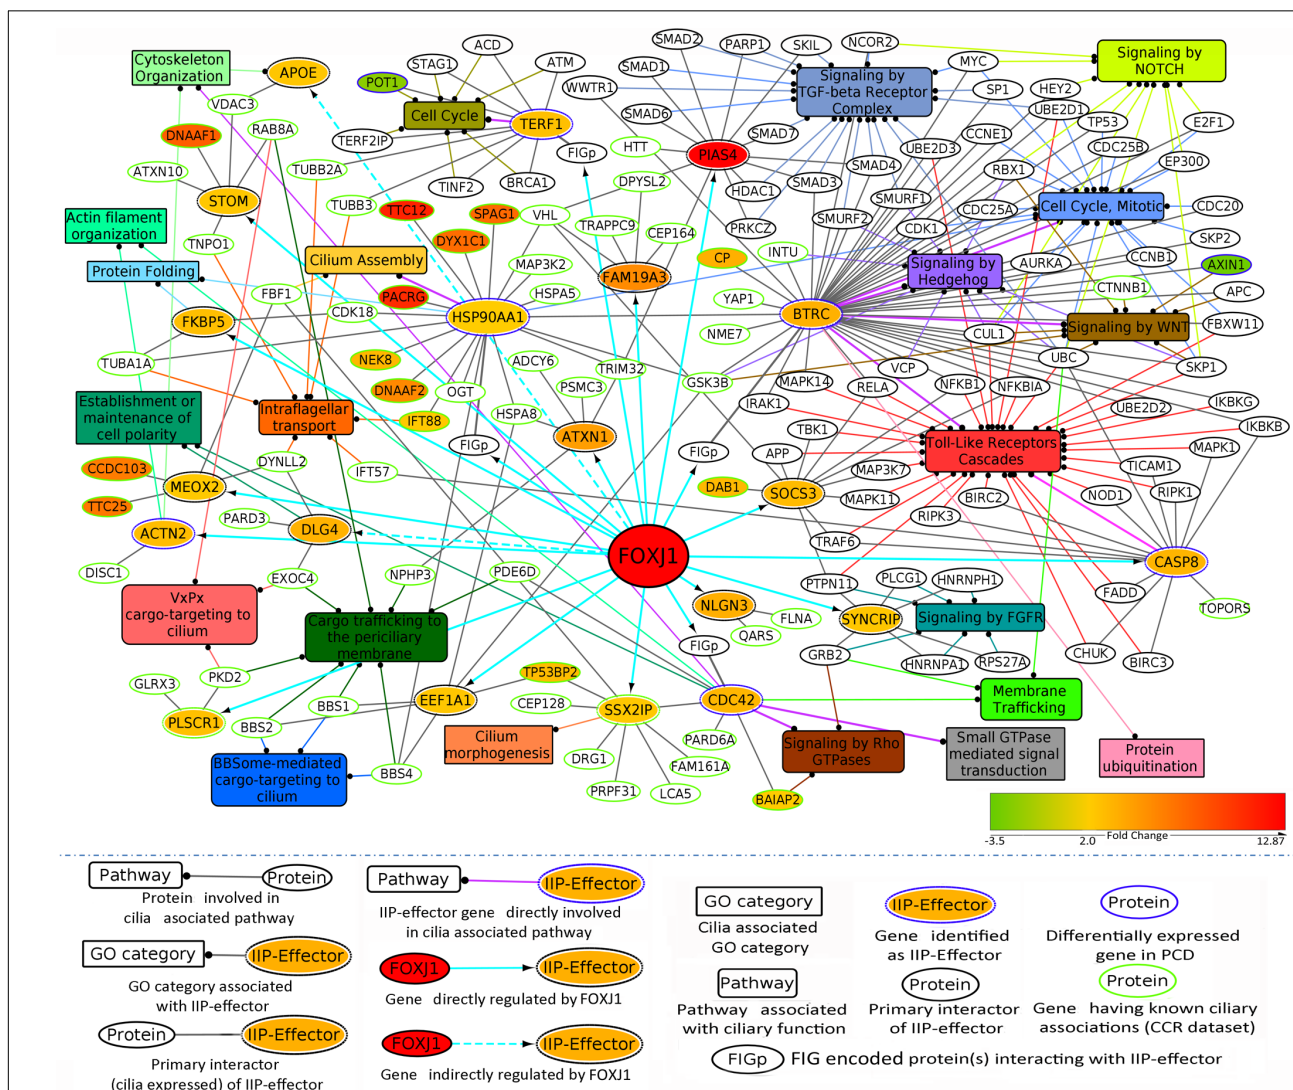 SMAD2
PARP1
SKIL
NCOR2
Signaling by
NOTCH
ACD
STAG1
ATM
Cytoskeleton
Organization
APOE
POT1
SMAD1
WWTR1
Signaling by
TGF-beta Receptor
Complex
MYC
SP1
HEY2
UBE2D1
VDAC3
Cell Cycle
TERF1
SMAD6
SMAD7
TP53
E2F1
DNAAF1
RAB8A
TERF2IP
FIGp
HTT
PIAS4
CCNE1
UBE2D3
CDC25B
EP300
ATXN10
TUBB2A
TINF2
BRCA1
DPYSL2
HDAC1
SMAD3
SMAD4
RBX1
STOM
TUBB3
TTC12
SPAG1
VHL
TRAPPC9
CEP164
PRKCZ
SMURF2
SMURF1
CDC25A
Cell Cycle, Mitotic
CDC20
Actin filament
organization
TNPO1
DYX1C1
CDK1
SKP2
Protein Folding
Cilium Assembly
MAP3K2
FAM19A3
CP
INTU
Signaling by
Hedgehog
AURKA
CCNB1
AXIN1
FBF1
PACRG
HSPA5
YAP1
CTNNB1
APC
FKBP5
CDK18
HSP90AA1
BTRC
NME7
CUL1
Signaling by WNT
FBXW11
TUBA1A
NEK8
ADCY6
TRIM32
GSK3B
VCP
UBC
SKP1
DNAAF2
OGT
PSMC3
MAPK14
RELA
NFKB1
NFKBIA
Establishment or
maintenance of
cell polarity
Intraflagellar
transport
IFT88
HSPA8
IRAK1
UBE2D2
IKBKG
IKBKB
FIGp
ATXN1
FIGp
TBK1
Toll-Like Receptors
Cascades
MAPK1
CCDC103
DYNLL2
IFT57
APP
MAP3K7
TICAM1
TTC25
MEOX2
DAB1
SOCS3
MAPK11
BIRC2
NOD1
RIPK1
PARD3
DLG4
RIPK3
ACTN2
FOXJ1
TRAF6
CASP8
DISC1
EXOC4
NPHP3
PDE6D
PTPN11
PLCG1
HNRNPH1
FADD
TOPORS
VxPx
cargo-targeting to
cilium
Cargo trafficking to
the periciliary
membrane
NLGN3
FLNA
QARS
SYNCRIP
Signaling by FGFR
FIGp
GRB2
HNRNPA1
RPS27A
CHUK
BIRC3
GLRX3
PKD2
TP53BP2
PLSCR1
BBS1
BBS2
EEF1A1
CEP128
SSX2IP
CDC42
Membrane
Trafficking
Cilium
morphogenesis
PARD6A
Signaling by Rho
GTPases
Small GTPase
mediated signal
transduction
Protein
ubiquitination
BBSome-mediated
cargo-targeting to
cilium
BBS4
DRG1
FAM161A
PRPF31
LCA5
BAIAP2
-3.5
2.0
Fold Change
12.87
Pathway
Protein
Protein involved in
cilia asociated pathway
Pathway
IIP-Effector
IIP-effector gene directly involved
in cilia associated pathway
GO category
Cilia associated
GO category
IIP-Effector
Gene identified
as IIP-Effector
Protein
Differentially expressed
gene in PCD
GO category
IIP-Effector
GO category associated
with IIP-effector
FOXJ1
IIP-Effector
Gene directly regulated by FOXJ1
Pathway
Pathway associated
with ciliary function
Protein
Primary interactor
of IIP-effector
Protein
Gene having known ciliary
associations (CCR dataset)
Protein
IIP-Effector
Primary interactor
(cilia expressed) of IIP-effector
FOXJ1
IIP-Effector
Gene indirectly regulated by FOXJ1
FIGp
FIG encoded protein(s) interacting with IIP-effector